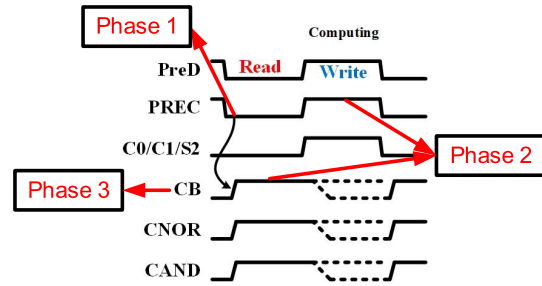 Phase 1
Computing
PreD Read Write
PREC
C0/C1/S2
Phase 2
Phase 3
CB
CNOR
CAND